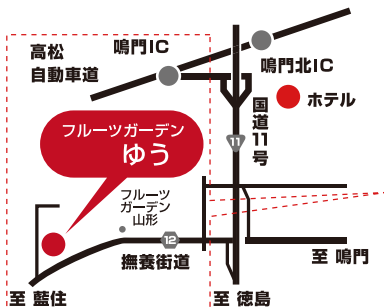 高松
自動車道
鳴門IC
鳴門北IC
ホテル
国道11号
11
フルーツガーデン
ゆう
フルーツ
ガーデン
山形
12
撫養街道
至 鳴門
至 藍住
至 徳島